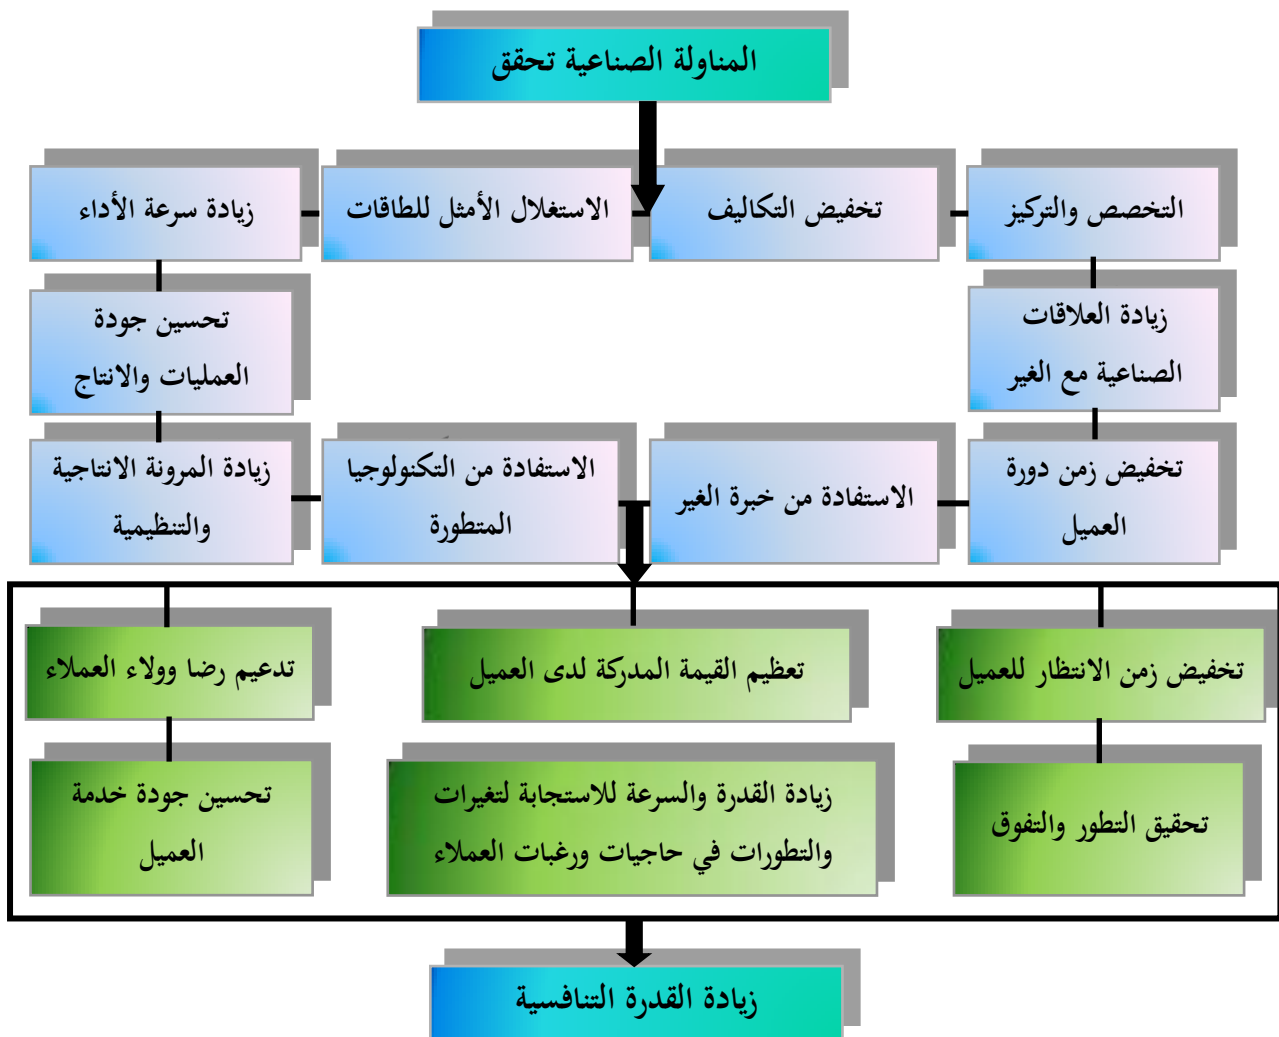 المناولة الصناعية تحقق
التخصص والتركيز
تخفيض التكاليف
الاستغلال الأمثل للطاقات
زيادة سرعة الأداء
زيادة العلاقات
الصناعية مع الغير
تحسين جودة
العمليات والانتاج
تخفيض زمن دورة
العميل
الاستفادة من خبرة الغير
الاستفادة من التكنولوجيا
المتطورة
زيادة المرونة الانتاجية
والتنظيمية
تخفيض زمن الانتظار للعميل
تعظيم القيمة المدركة لدى العميل
تدعيم رضا وولاء العملاء
تحقيق التطور والتفوق
زيادة القدرة والسرعة للاستجابة لتغيرات
والتطورات في حاجيات ورغبات العملاء
تحسين جودة خدمة
العميل
زيادة القدرة التنافسية